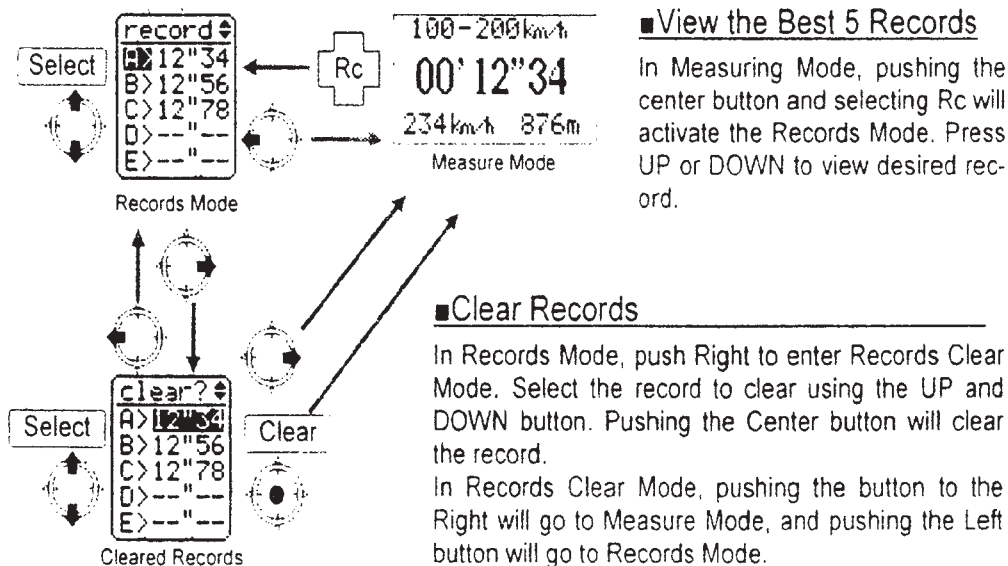 record
Select
A>12"34
B>12"56
C>12"78
D>--"--
E>--"--
Records Mode
Rc
100-200km/h
00'12"34
234km/h 876m
Measure Mode
■View the Best 5 Records
In Measuring Mode, pushing the
center button and selecting Rc will
activate the Records Mode. Press
UP or DOWN to view desired rec-
ord.
■Clear Records
In Records Mode, push Right to enter Records Clear
Mode. Select the record to clear using the UP and
DOWN button. Pushing the Center button will clear
the record.
In Records Clear Mode, pushing the button to the
Right will go to Measure Mode, and pushing the Left
button will go to Records Mode.
clear?
Select
A>12"34
B>12"56
C>12"78
D>--"--
E>--"--
Clear
Cleared Records